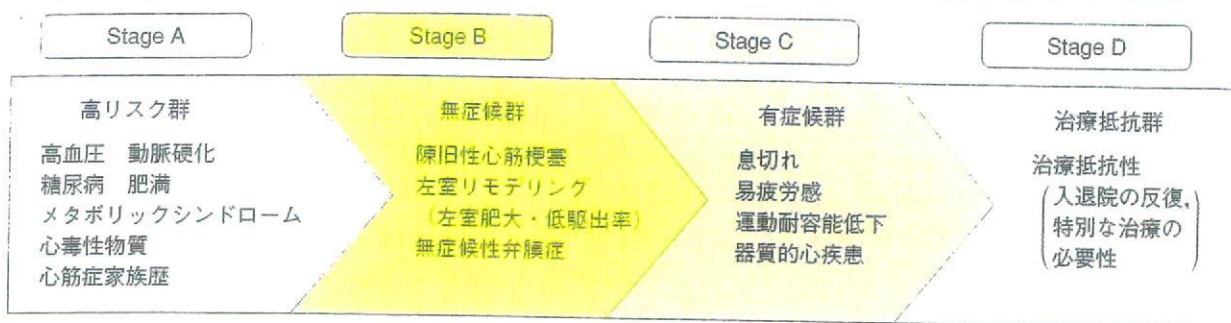 Stage A
Stage B
Stage C
Stage D
高リスク群
高血圧 動脈硬化
糖尿病 肥満
メタボリックシンドローム
心毒性物質
心筋症家族歴
無症候群
陳旧性心筋梗塞
左室リモデリング
(左室肥大・低駆出率)
無症候性弁膜症
有症候群
息切れ
易疲労感
運動耐容能低下
器質的心疾患
治療抵抗群
治療抵抗性
(入退院の反復,
特別な治療の
必要性)